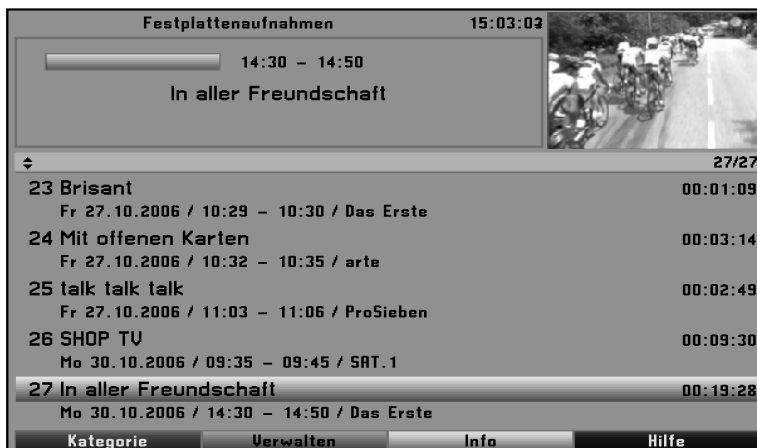 Festplattenaufnahmen 15:03:03
14:30 - 14:50
In aller Freundschaft
27/27
23 Brisant 00:01:09
Fr 27.10.2006 / 10:29 - 10:30 / Das Erste
24 Mit offenen Karten 00:03:14
Fr 27.10.2006 / 10:32 - 10:35 / arte
25 talk talk talk 00:02:49
Fr 27.10.2006 / 11:03 - 11:06 / ProSieben
26 SHOP TV 00:09:30
Mo 30.10.2006 / 09:35 - 09:45 / SAT.1
27 In aller Freundschaft 00:19:28
Mo 30.10.2006 / 14:30 - 14:50 / Das Erste
Kategorie Verwalten Info Hilfe